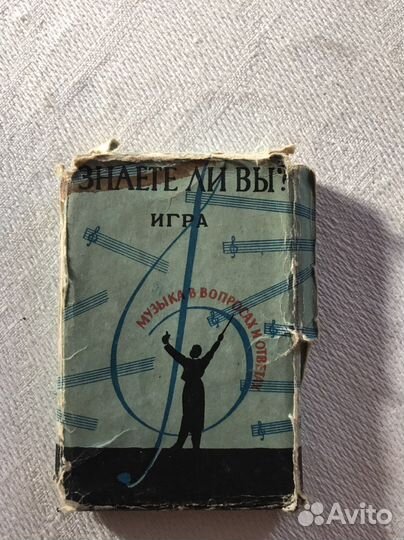 ЗНАЕТЕ ЛИ ВЫ?
ИГРА
МУЗЫКА В ВОПРОСАХ И ОТВЕТАХ
Avito